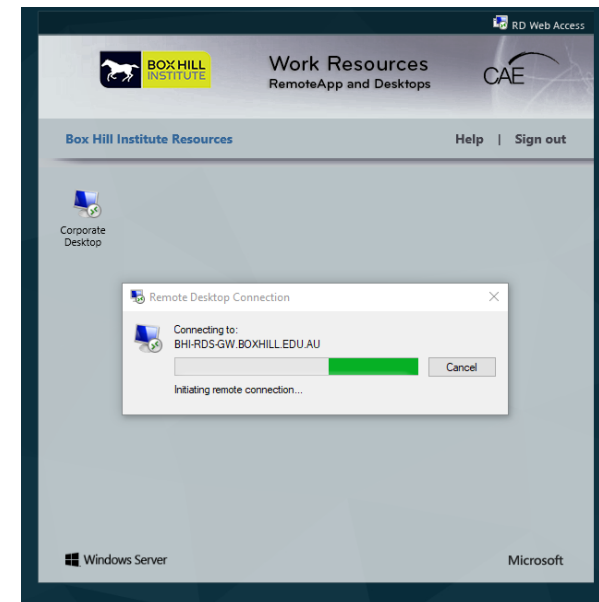 RD Web Access
BOX HILL
INSTITUTE
Work Resources
RemoteApp and Desktops
CAE
Box Hill Institute Resources
Help | Sign out
Corporate
Desktop
Remote Desktop Connection
Connecting to:
BHI-RDS-GW.BOXHILL.EDU.AU
Cancel
Initiating remote connection...
Windows Server
Microsoft